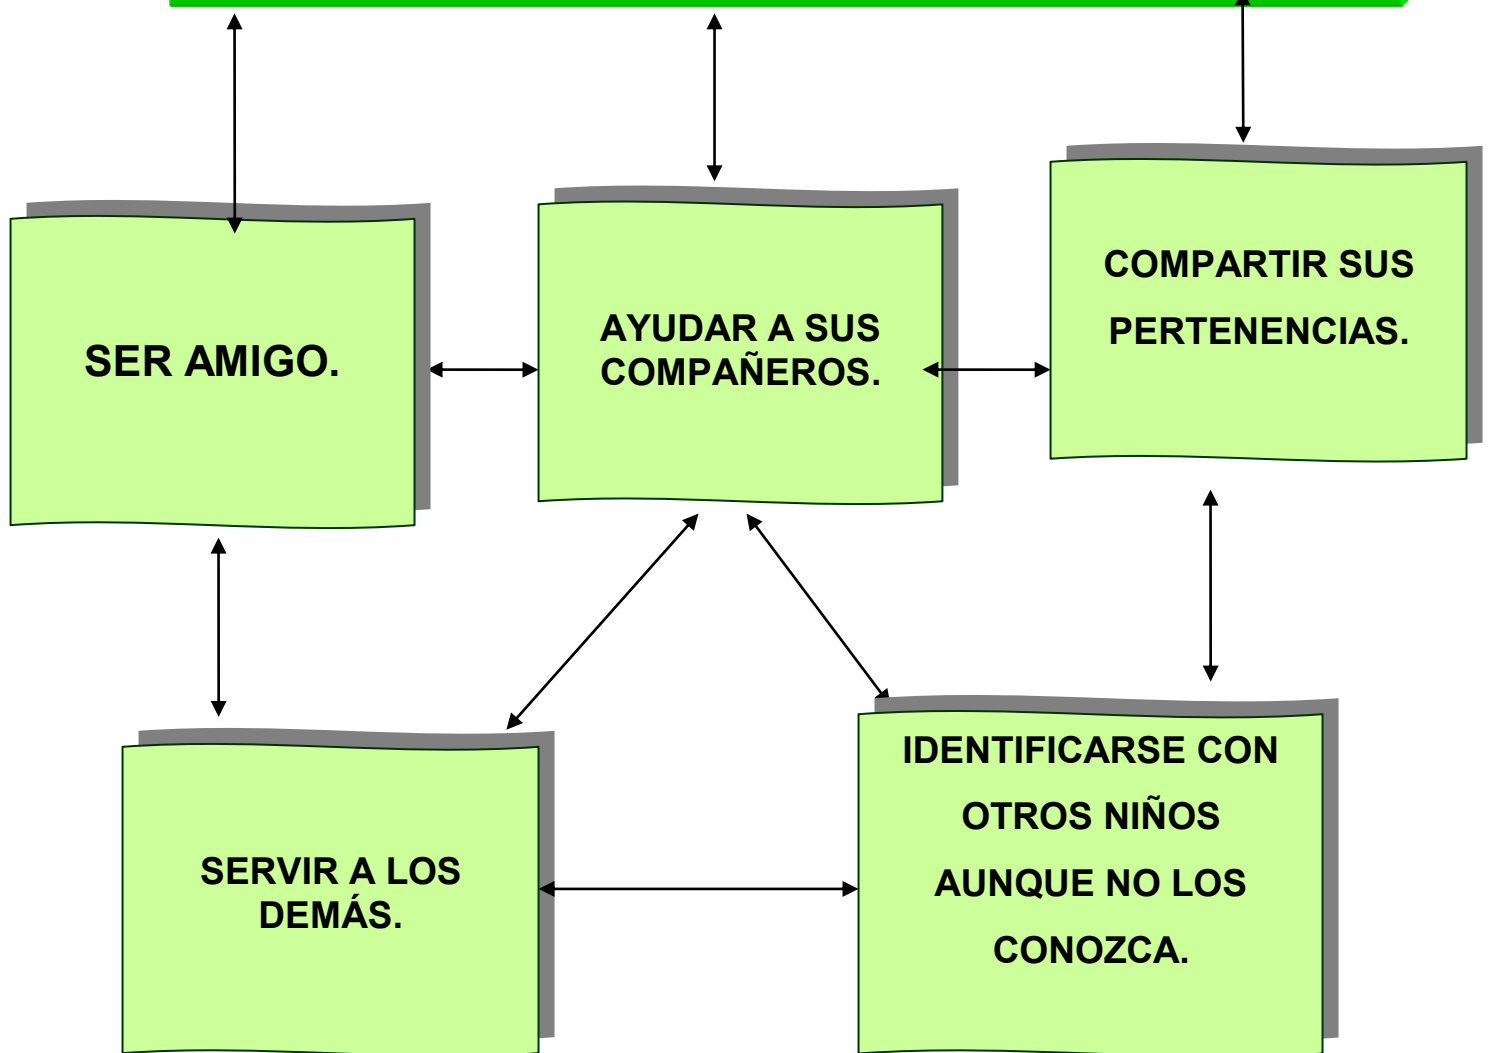 SER AMIGO.
AYUDAR A SUS
COMPAÑEROS.
COMPARTIR SUS
PERTENENCIAS.
SERVIR A LOS
DEMÁS.
IDENTIFICARSE CON
OTROS NIÑOS
AUNQUE NO LOS
CONOZCA.